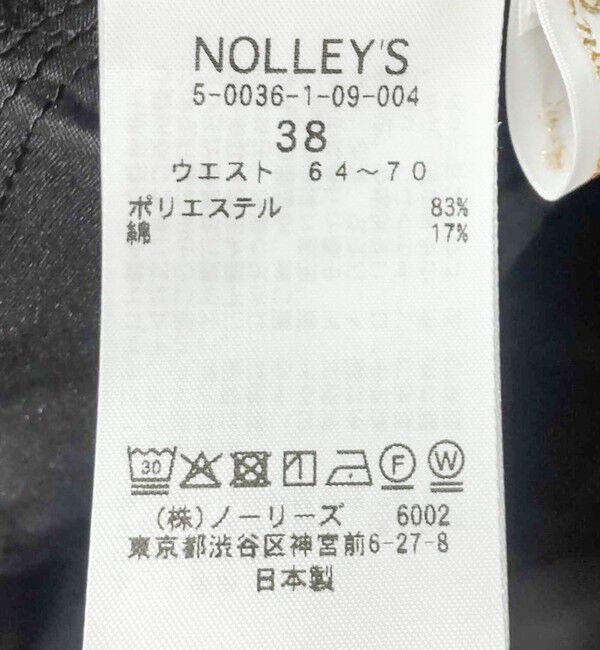 NOLLEY'S
5-0036-1-09-004
38
ウエスト 64～70
ポリエステル 83%
綿 17%
30 F W
(株)ノーリーズ 6002
東京都渋谷区神宮前6-27-8
日本製